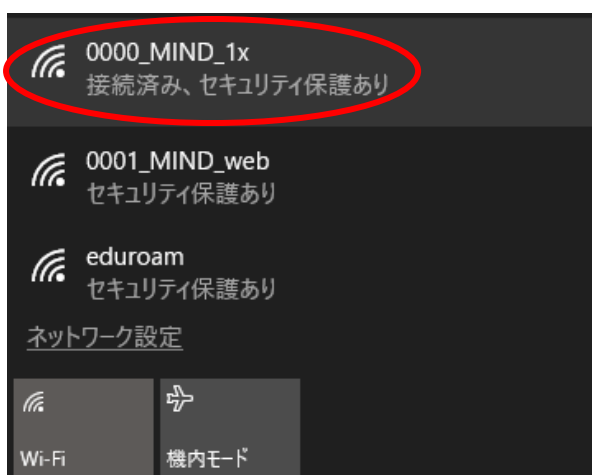 0000_MIND_1x
接続済み、セキュリティ保護あり
0001_MIND_web
セキュリティ保護あり
eduroam
セキュリティ保護あり
ネットワーク設定
Wi-Fi
機内モード